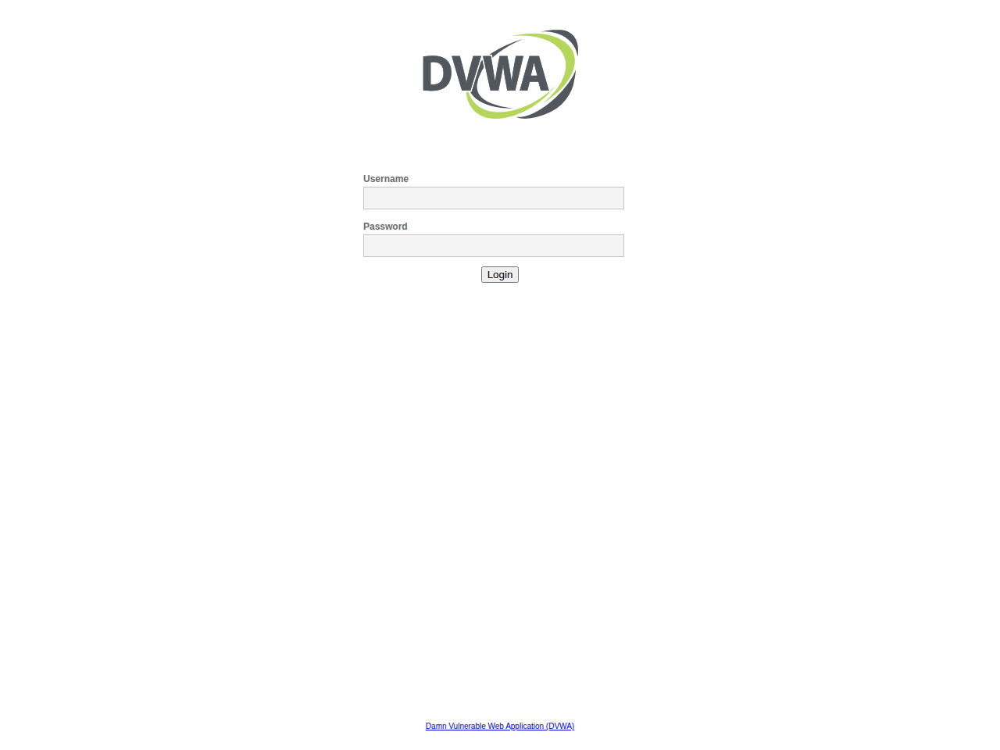 DVWA
Username
Password
Login
Damn Vulnerable Web Application (DVWA)